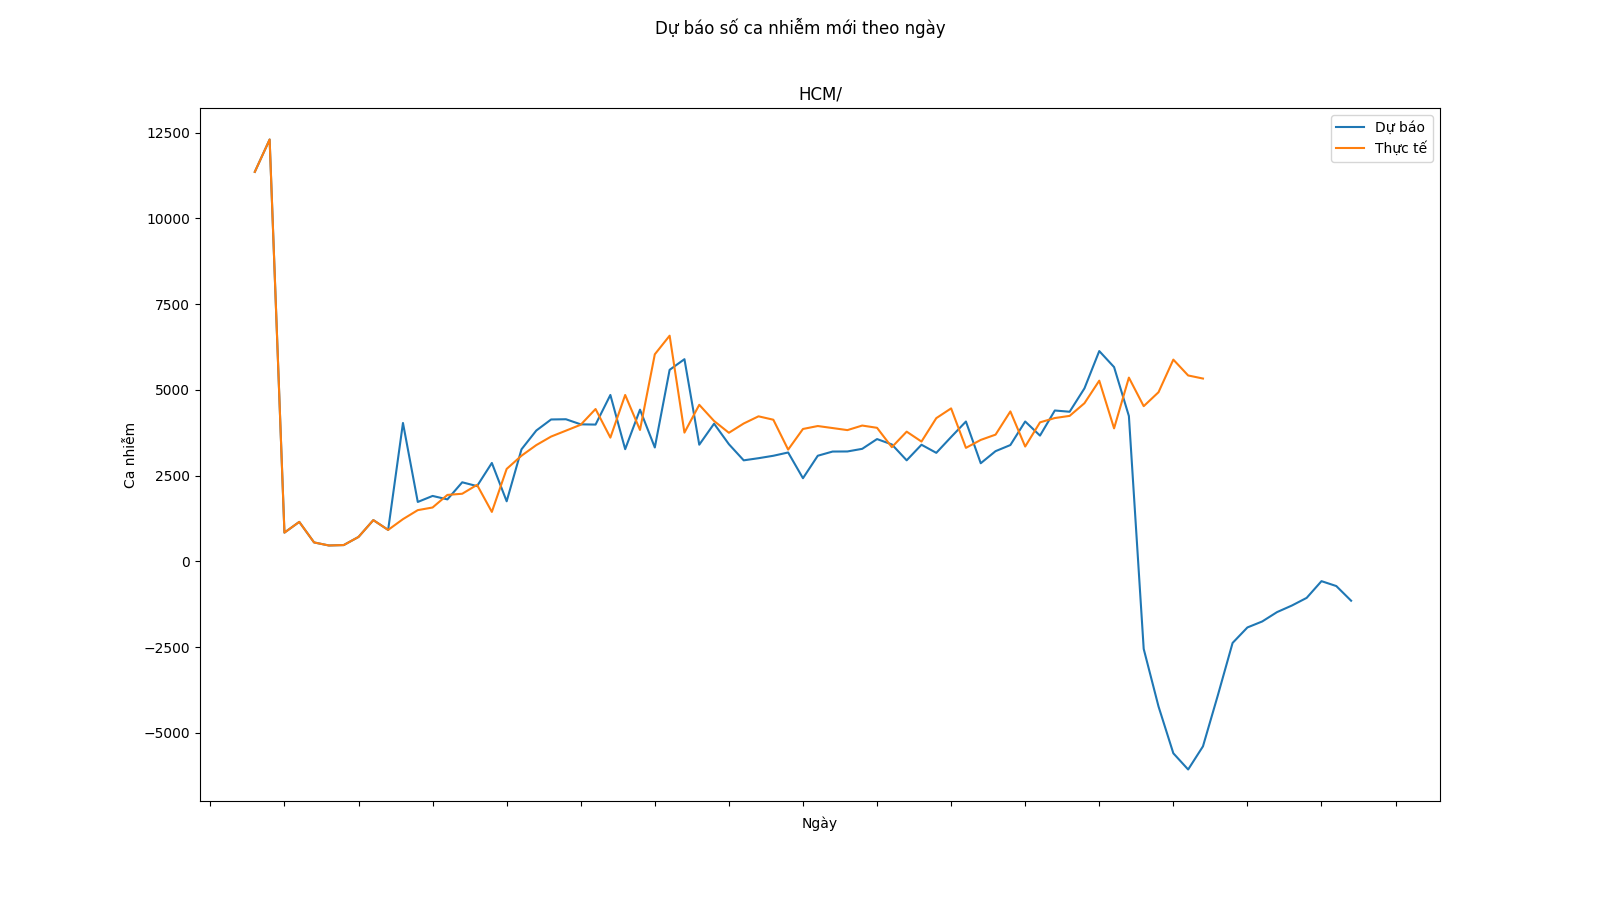 Dự báo số ca nhiễm mới theo ngày
HCM/
Dự báo
Thực tế
12500
10000
7500
5000
2500
0
−2500
−5000
Ca nhiễm
Ngày